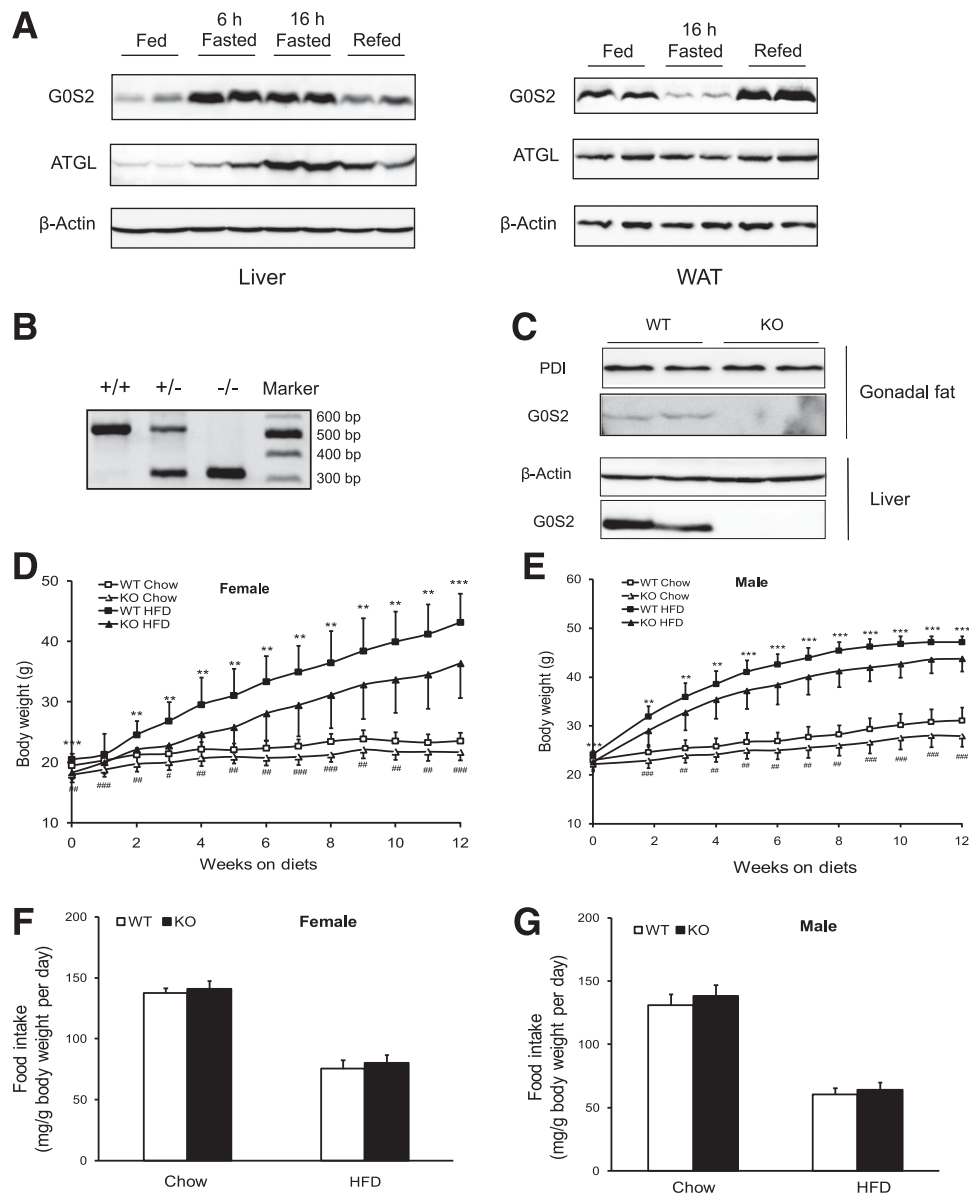 A
Fed
6 h Fasted
16 h Fasted
Refed
G0S2
ATGL
β-Actin
Liver
Fed
16 h Fasted
Refed
G0S2
ATGL
β-Actin
WAT
B
+/+ +/- -/- Marker
600 bp
500 bp
400 bp
300 bp
C
WT KO
PDI
G0S2
Gonadal fat
β-Actin
G0S2
Liver
D
Female
WT Chow
KO Chow
WT HFD
KO HFD
Body weight (g)
50
40
30
20
10
*** ** ** ** ** ** ** ** ** ** ** ***
## ### ## # ## ## ## ### ### ## ## ## ###
0 2 4 6 8 10 12
Weeks on diets
E
Male
WT Chow
KO Chow
WT HFD
KO HFD
Body weight (g)
60
50
40
30
20
10
*** ** ** ** *** *** *** *** *** *** *** ***
### ## ## ## ## ## ## ### ### ### ###
0 2 4 6 8 10 12
Weeks on diets
F
Female
WT KO
Food intake
(mg/g body weight per day)
200
150
100
50
0
Chow HFD
G
Male
WT KO
Food intake
(mg/g body weight per day)
200
150
100
50
0
Chow HFD